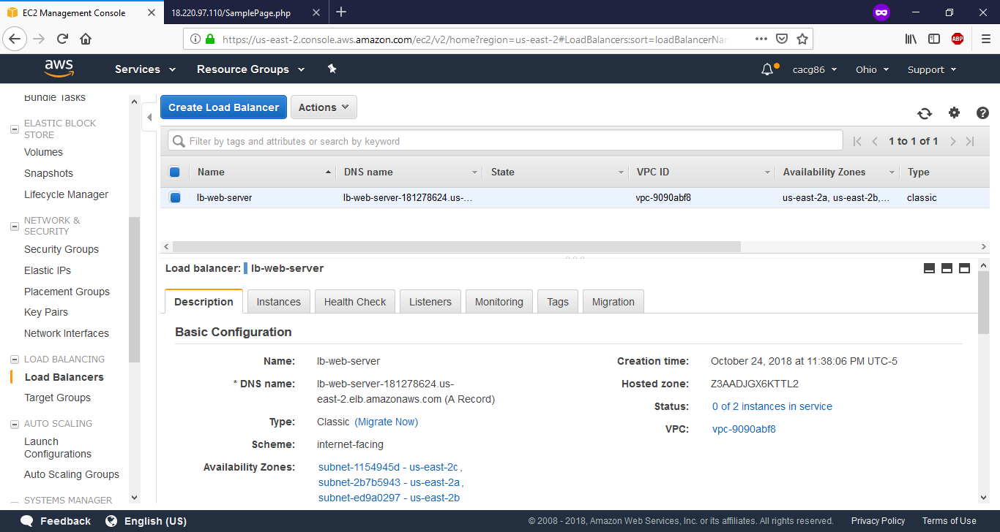 EC2 Management Console
18.220.97.110/SamplePage.php
https://us-east-2.console.aws.amazon.com/ec2/v2/home?region=us-east-2#LoadBalancers:sort=loadBalancerNam
ABP
aws Services Resource Groups cacg86 Ohio Support
Bundle Tasks
ELASTIC BLOCK
STORE
Volumes
Snapshots
Lifecycle Manager
NETWORK &
SECURITY
Security Groups
Elastic IPs
Placement Groups
Key Pairs
Network Interfaces
LOAD BALANCING
Load Balancers
Target Groups
AUTO SCALING
Launch
Configurations
Auto Scaling Groups
SYSTEMS MANAGER
Create Load Balancer Actions
Filter by tags and attributes or search by keyword 1 to 1 of 1
Name DNS name State VPC ID Availability Zones Type
lb-web-server lb-web-server-181278624.us-... vpc-9090abf8 us-east-2a, us-east-2b,... classic
Load balancer: lb-web-server
Description Instances Health Check Listeners Monitoring Tags Migration
Basic Configuration
Name: lb-web-server
* DNS name: lb-web-server-181278624.us-
east-2.elb.amazonaws.com (A Record)
Type: Classic (Migrate Now)
Scheme: internet-facing
Availability Zones: subnet-1154945d - us-east-2c,
subnet-2b7b5943 - us-east-2a,
subnet-ed9a0297 - us-east-2b
Creation time: October 24, 2018 at 11:38:06 PM UTC-5
Hosted zone: Z3AADJGX6KTTL2
Status: 0 of 2 instances in service
VPC: vpc-9090abf8
Feedback English (US) © 2008 - 2018, Amazon Web Services, Inc. or its affiliates. All rights reserved. Privacy Policy Terms of Use